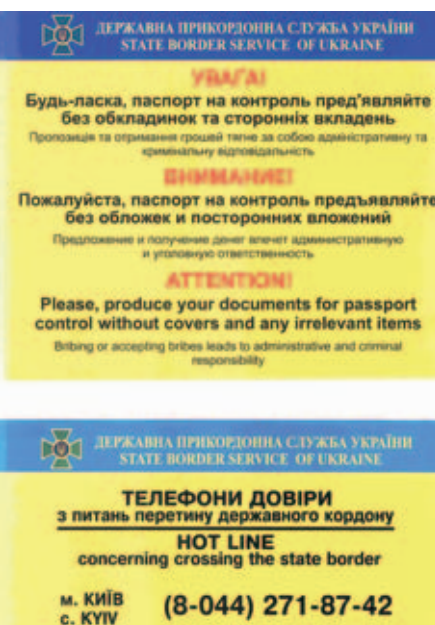 ДЕРЖАВНА ПРИКОРДОННА СЛУЖБА УКРАЇНИ
STATE BORDER SERVICE OF UKRAINE
УВАГА!
Будь-ласка, паспорт на контроль пред'являйте
без обкладинок та сторонніх вкладень
Пропозиція та отримання грошей тягне за собою адміністративну та
кримінальну відповідальність
ВНИМАНИЕ!
Пожалуйста, паспорт на контроль предъявляйте
без обложек и посторонних вложений
Предложение и получение денег влечет административную
и уголовную ответственность
ATTENTION!
Please, produce your documents for passport
control without covers and any irrelevant items
Bribing or accepting bribes leads to administrative and criminal
responsibility
ДЕРЖАВНА ПРИКОРДОННА СЛУЖБА УКРАЇНИ
STATE BORDER SERVICE OF UKRAINE
ТЕЛЕФОНИ ДОВІРИ
з питань перетину державного кордону
HOT LINE
concerning crossing the state border
м. КИЇВ
c. KYIV
(8-044) 271-87-42